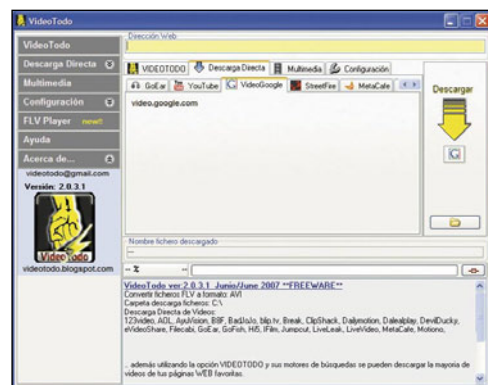 VideoTodo
VideoTodo
Descarga Directa
Multimedia
Configuración
FLV Player new!!
Ayuda
Acerca de...
videotodo@gmail.com
Versión: 2.0.3.1
VideoTodo
videotodo.blogspot.com
Dirección Web
VIDEOTODO Descarga Directa Multimedia Configuración
GoEar YouTube VideoGoogle StreetFire MetaCafe
video.google.com
Descargar
Nombre fichero descargado
--
-- % --
VideoTodo ver:2.0.3.1 Junio/June 2007 **FREEWARE**
Convertir ficheros FLV a formato: AVI
Carpeta descarga ficheros: C:\
Descarga Directa de Videos:
123video, AOL, AyuVision, B9F, BadJoJo, blip.tv, Break, ClipShack, Dailymotion, Dalealplay, DevilDucky,
eVideoShare, Filecabi, GoEar, GoFish, Hi5, IFilm, Jumpcut, LiveLeak, LiveVideo, MetaCafe, Motiono,
, además utilizando la opción VIDEOTODO y sus motores de búsquedas se pueden descargar la mayoria de
videos de tus páginas WEB favoritas.